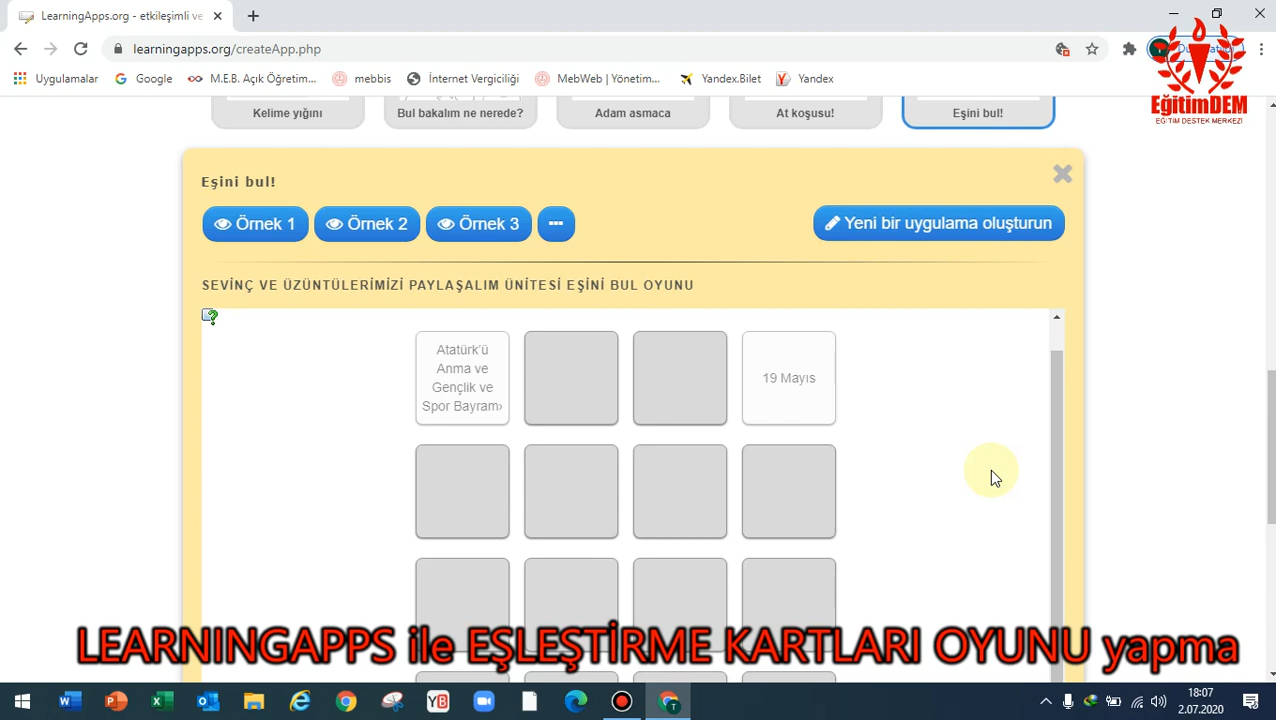 LearningApps.org - etkileşimli ve
learningapps.org/createApp.php
Uygulamalar Google M.E.B. Açık Öğretim... mebbis İnternet Vergiciliği MebWeb | Yönetim... Yandex.Bilet Yandex
EğitimDEM
EĞİTİM DESTEK MERKEZİ
Kelime yığını Bul bakalım ne nerede? Adam asmaca At koşusu! Eşini bul!
Eşini bul!
Örnek 1 Örnek 2 Örnek 3 ... Yeni bir uygulama oluşturun
SEVİNÇ VE ÜZÜNTÜLERİMİZİ PAYLAŞALIM ÜNİTESİ EŞİNİ BUL OYUNU
Atatürk'ü
Anma ve
Gençlik ve
Spor Bayram›
19 Mayıs
LEARNINGAPPS ile EŞLEŞTİRME KARTLARI OYUNU yapma
18:07
2.07.2020